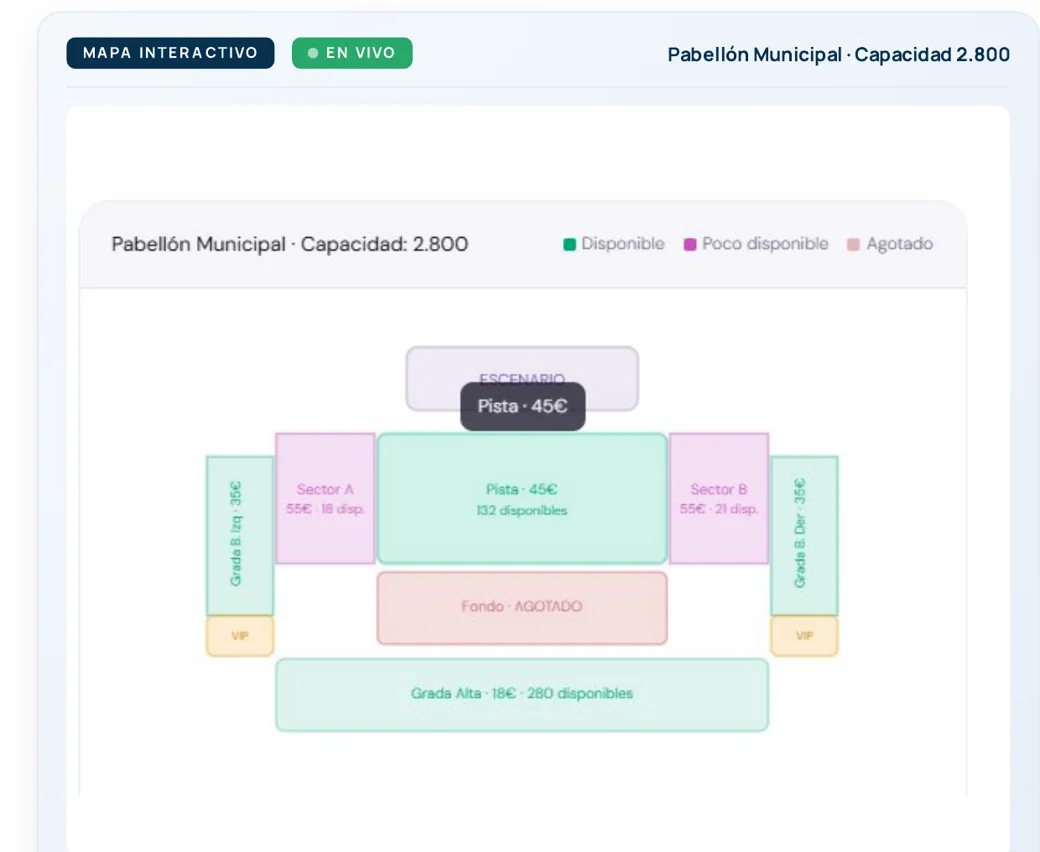 MAPA INTERACTIVO
EN VIVO
Pabellón Municipal · Capacidad 2.800
Pabellón Municipal · Capacidad: 2.800
Disponible
Poco disponible
Agotado
ESCENARIO
Pista · 45€
Grada B. Izq · 35€
Sector A
55€ · 18 disp.
Pista · 45€
132 disponibles
Sector B
55€ · 21 disp.
Grada B. Der · 35€
Fondo · AGOTADO
VIP
VIP
Grada Alta · 18€ · 280 disponibles